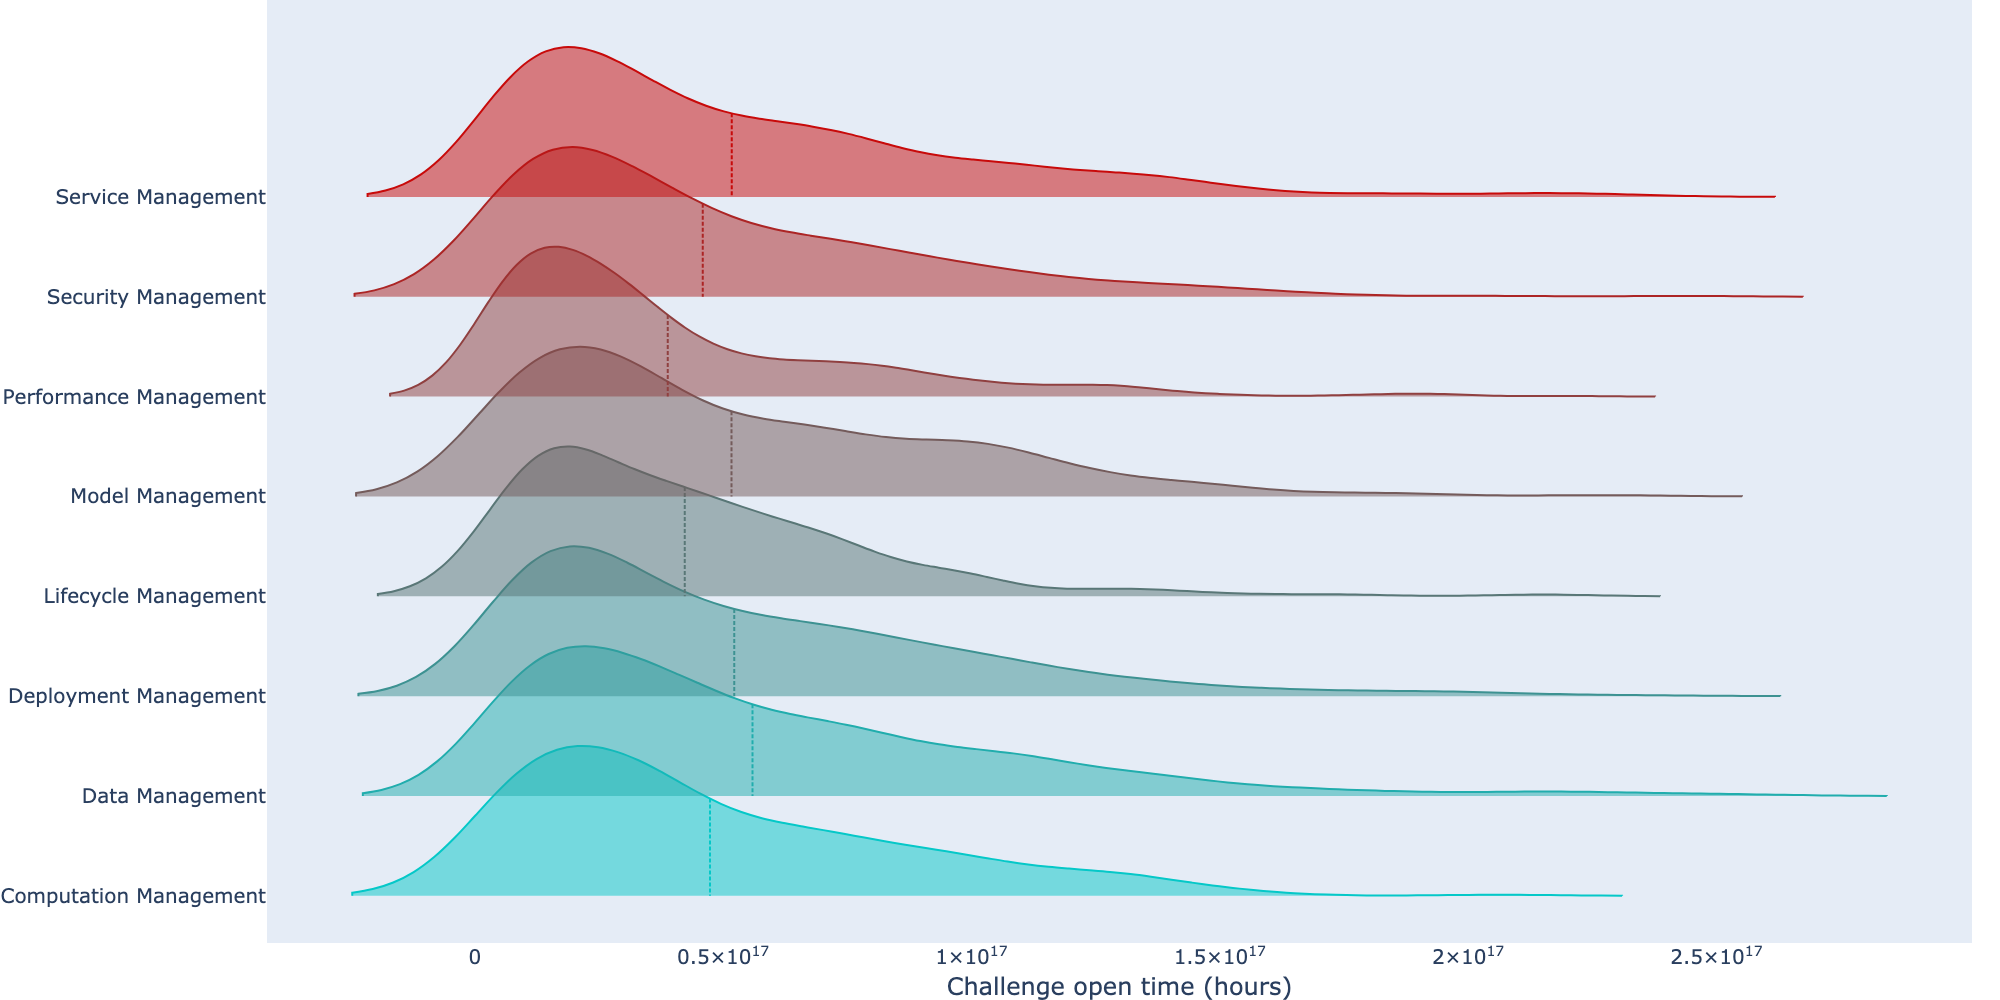 Service Management
Security Management
Performance Management
Model Management
Lifecycle Management
Deployment Management
Data Management
Computation Management
0 0.5×10¹⁷ 1×10¹⁷ 1.5×10¹⁷ 2×10¹⁷ 2.5×10¹⁷
Challenge open time (hours)